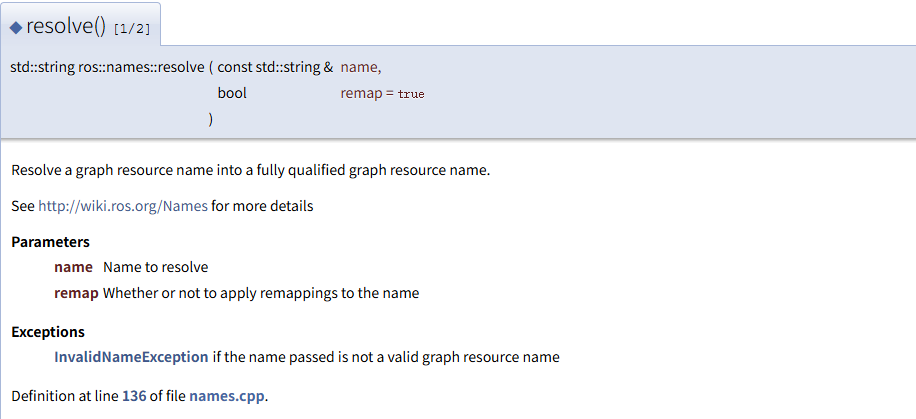 ◆ resolve() [1/2]
std::string ros::names::resolve ( const std::string & name,
bool remap = true
)
Resolve a graph resource name into a fully qualified graph resource name.
See http://wiki.ros.org/Names for more details
Parameters
name Name to resolve
remap Whether or not to apply remappings to the name
Exceptions
InvalidNameException if the name passed is not a valid graph resource name
Definition at line 136 of file names.cpp.